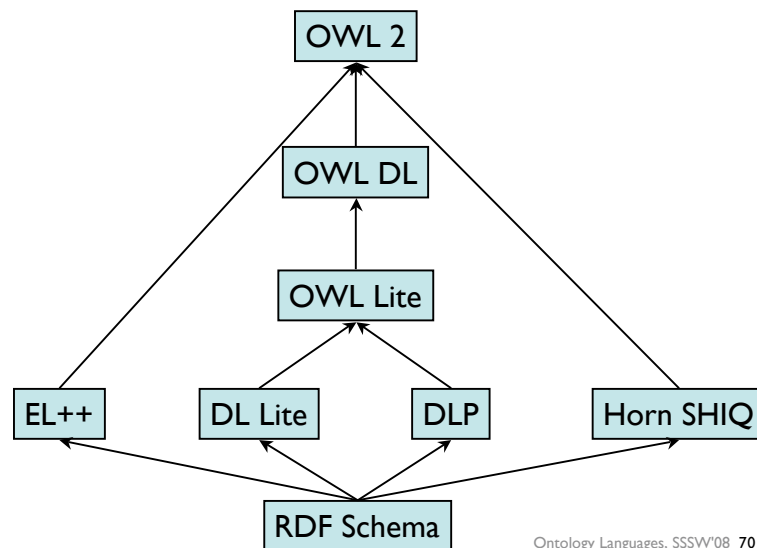 OWL 2
OWL DL
OWL Lite
EL++
DL Lite
DLP
Horn SHIQ
RDF Schema
Ontology Languages, SSSW'08 70